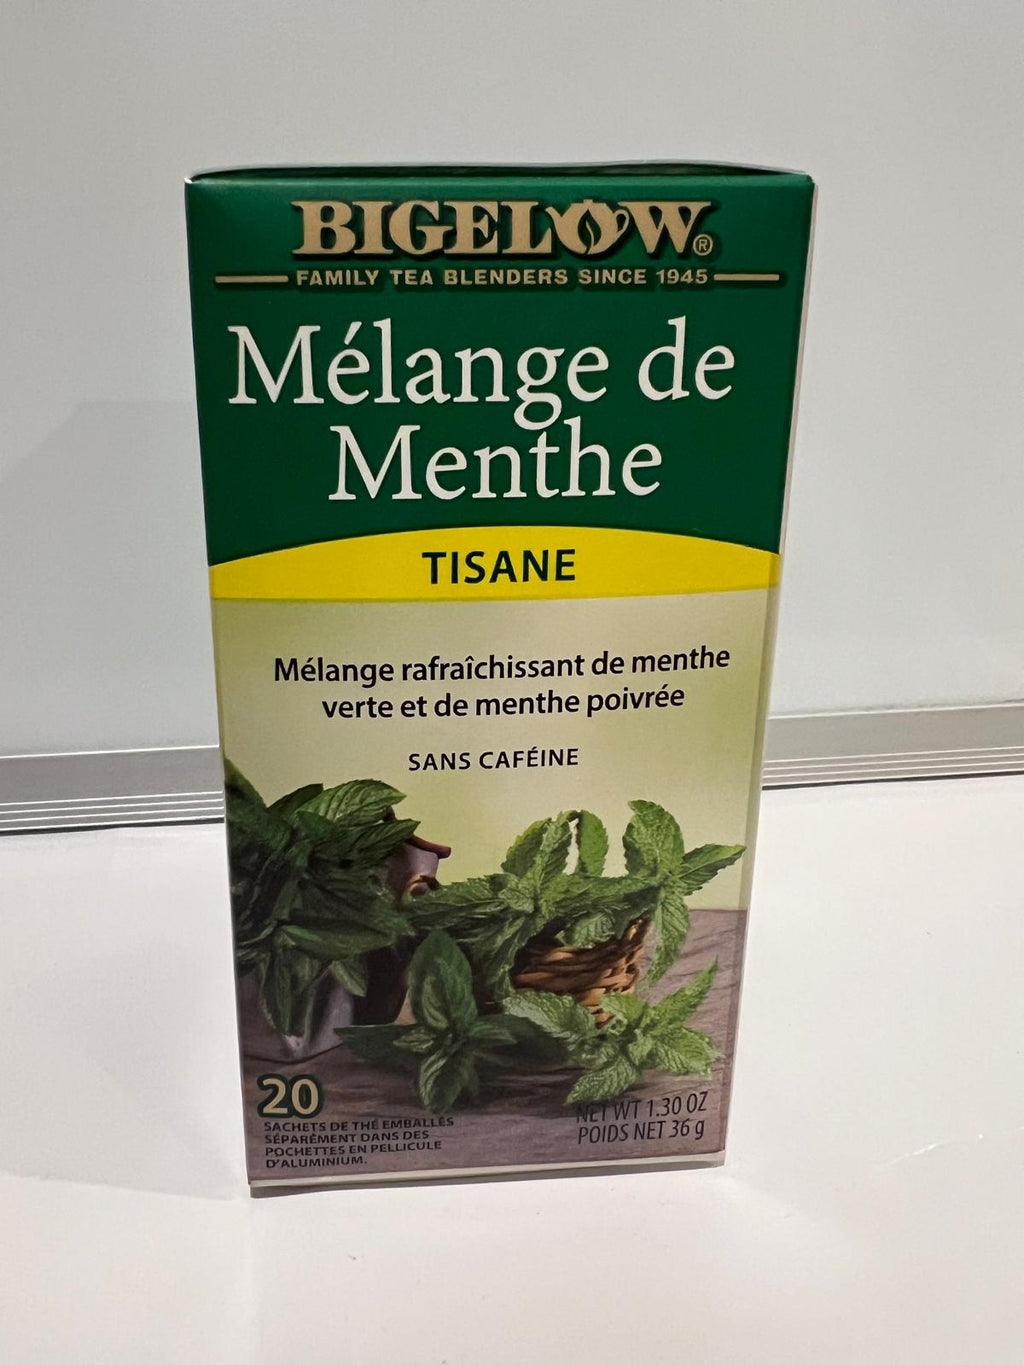 BIGELOW®
FAMILY TEA BLENDERS SINCE 1945
Mélange de
Menthe
TISANE
Mélange rafraîchissant de menthe
verte et de menthe poivrée
SANS CAFÉINE
20
SACHETS DE THÉ EMBALLÉS
SÉPARÉMENT DANS DES
POCHETTES EN PELLICULE
D'ALUMINIUM.
NET WT 1.30 OZ
POIDS NET 36 g